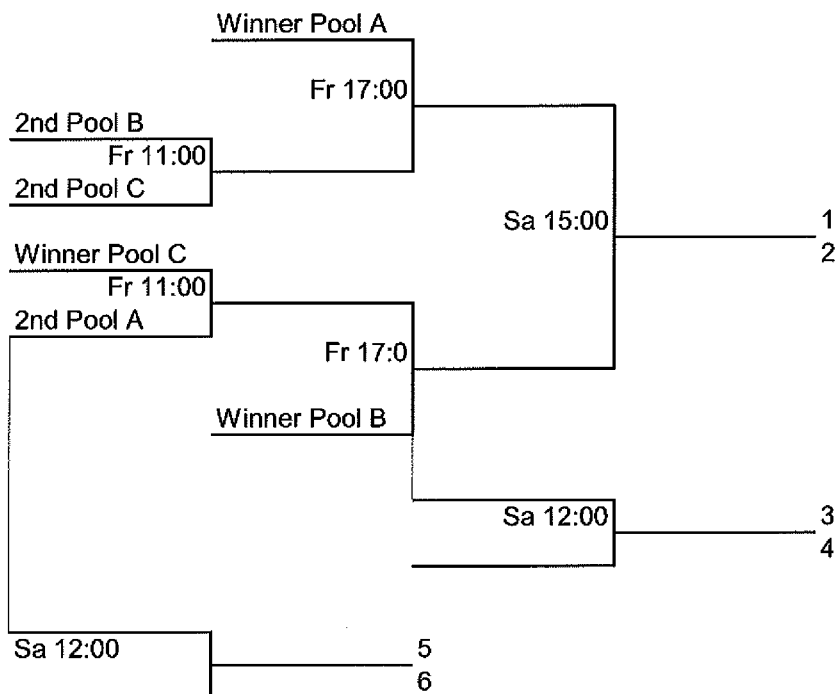 Winner Pool A
Fr 17:00
2nd Pool B
Fr 11:00
2nd Pool C
Sa 15:00
1
2
Winner Pool C
Fr 11:00
2nd Pool A
Fr 17:0
Winner Pool B
Sa 12:00
3
4
Sa 12:00
5
6